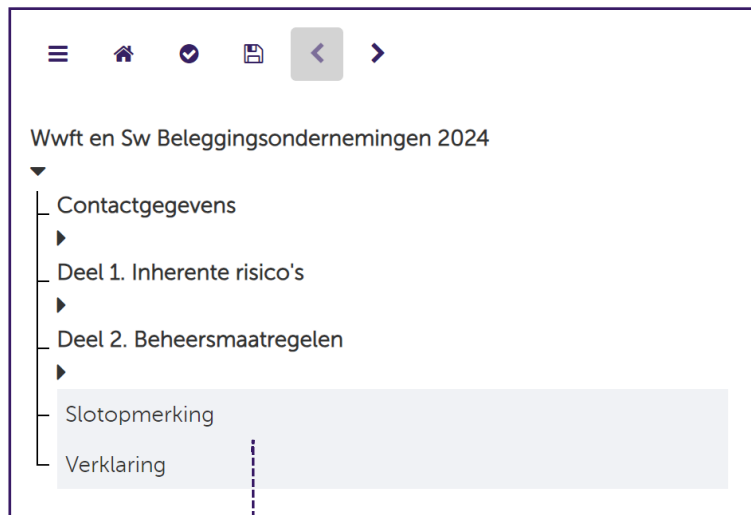 Wwft en Sw Beleggingsondernemingen 2024
Contactgegevens
Deel 1. Inherente risico's
Deel 2. Beheersmaatregelen
Slotopmerking
Verklaring